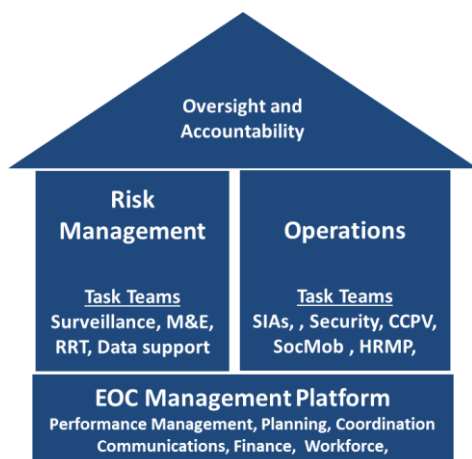 Oversight and
Accountability
Risk
Management
Task Teams
Surveillance, M&E,
RRT, Data support
Operations
Task Teams
SIAs, , Security, CCPV,
SocMob , HRMP,
EOC Management Platform
Performance Management, Planning, Coordination
Communications, Finance, Workforce,